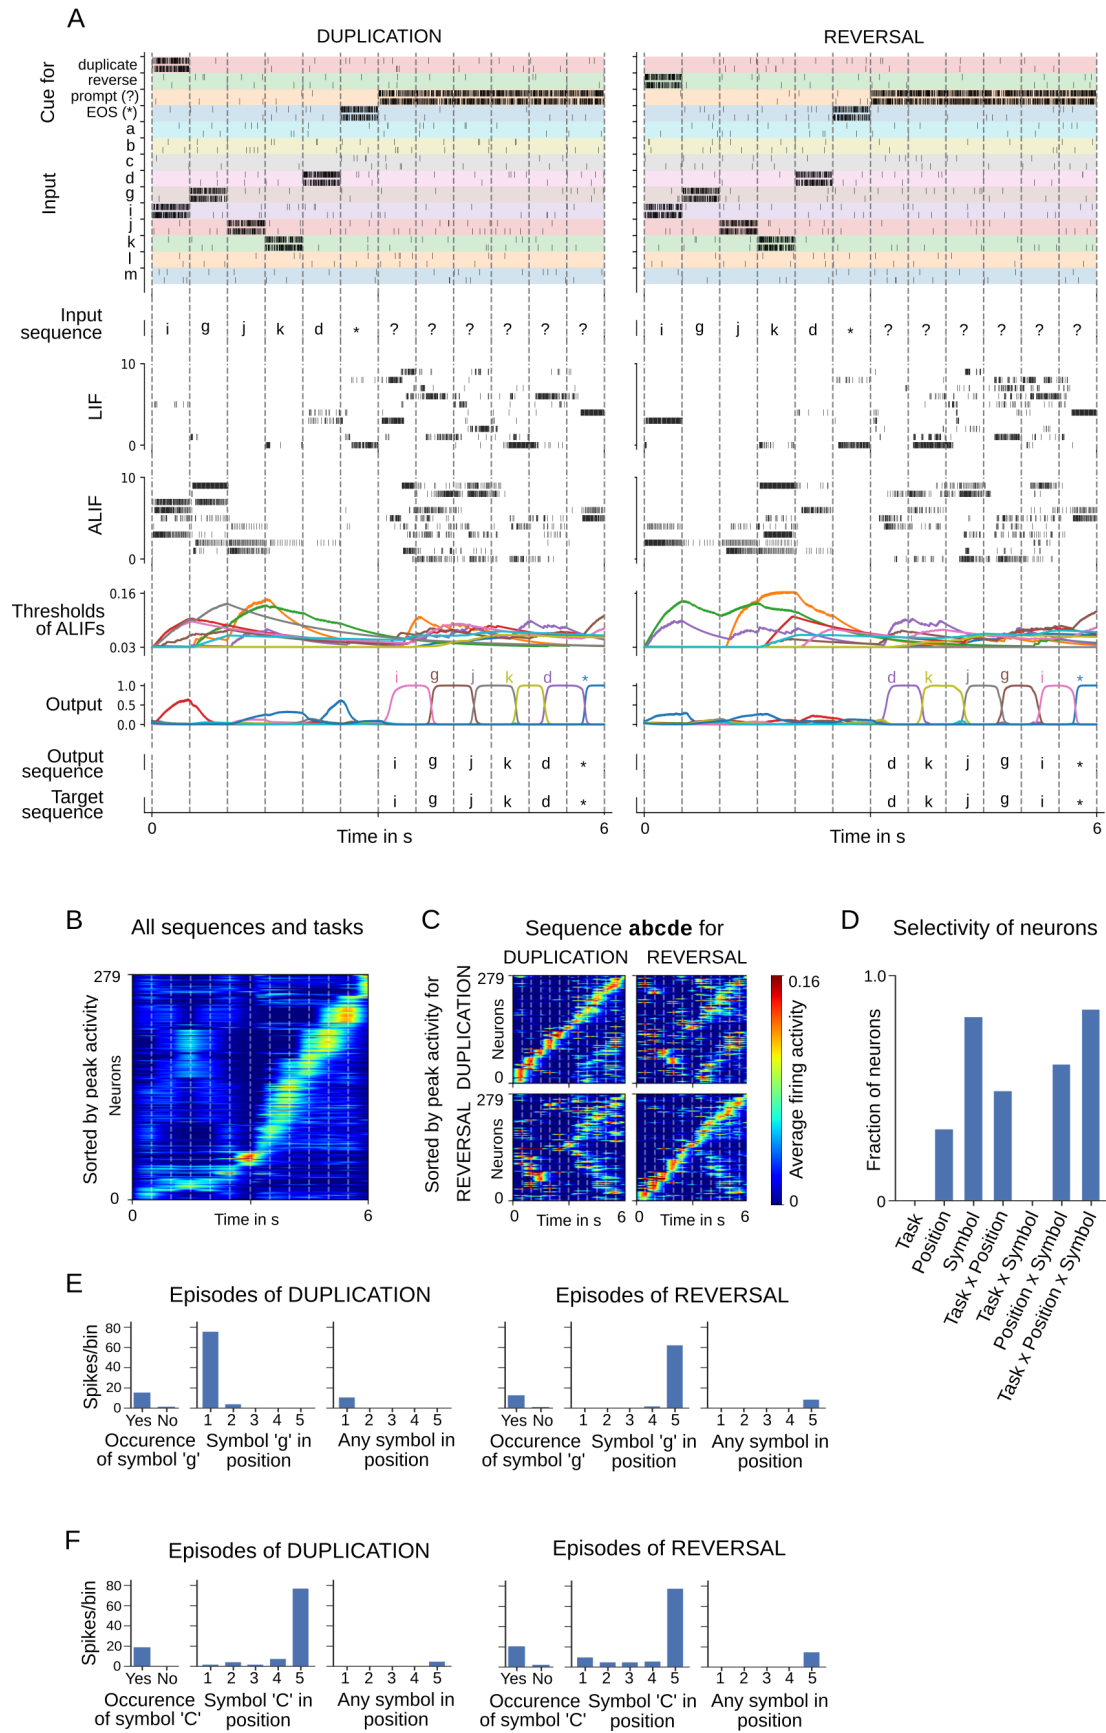 A
DUPLICATION
REVERSAL
Cue for
duplicate
reverse
prompt (?)
EOS (*)
Input
a
b
c
d
g
i
j
k
l
m
Input
sequence
i g j k d * ? ? ? ? ? ?
i g j k d * ? ? ? ? ? ?
LIF
10
0
10
0
ALIF
10
0
10
0
Thresholds
of ALIFs
0.16
0.03
Output
1.0
0.5
0.0
i g j k d *
d k j g i *
Output
sequence
i g j k d *
d k j g i *
Target
sequence
i g j k d *
d k j g i *
0 6
Time in s
0 6
Time in s
B
All sequences and tasks
Sorted by peak activity
Neurons
279
0
0 6
Time in s
C
Sequence abcde for
DUPLICATION REVERSAL
Sorted by peak activity for
REVERSAL DUPLICATION
Neurons
279
0
Neurons
279
0
0 Time in s 6
0 Time in s 6
0.16
0
Average firing activity
D
Selectivity of neurons
Fraction of neurons
1.0
0
Task
Position
Symbol
Task x Position
Task x Symbol
Position x Symbol
Task x Position x Symbol
E
Episodes of DUPLICATION
Episodes of REVERSAL
Spikes/bin
80
60
40
20
0
Yes No
1 2 3 4 5
1 2 3 4 5
Yes No
1 2 3 4 5
1 2 3 4 5
Occurence
of symbol 'g'
Symbol 'g' in
position
Any symbol in
position
Occurence
of symbol 'g'
Symbol 'g' in
position
Any symbol in
position
F
Episodes of DUPLICATION
Episodes of REVERSAL
Spikes/bin
80
60
40
20
0
Yes No
1 2 3 4 5
1 2 3 4 5
Yes No
1 2 3 4 5
1 2 3 4 5
Occurence
of symbol 'C'
Symbol 'C' in
position
Any symbol in
position
Occurence
of symbol 'C'
Symbol 'C' in
position
Any symbol in
position